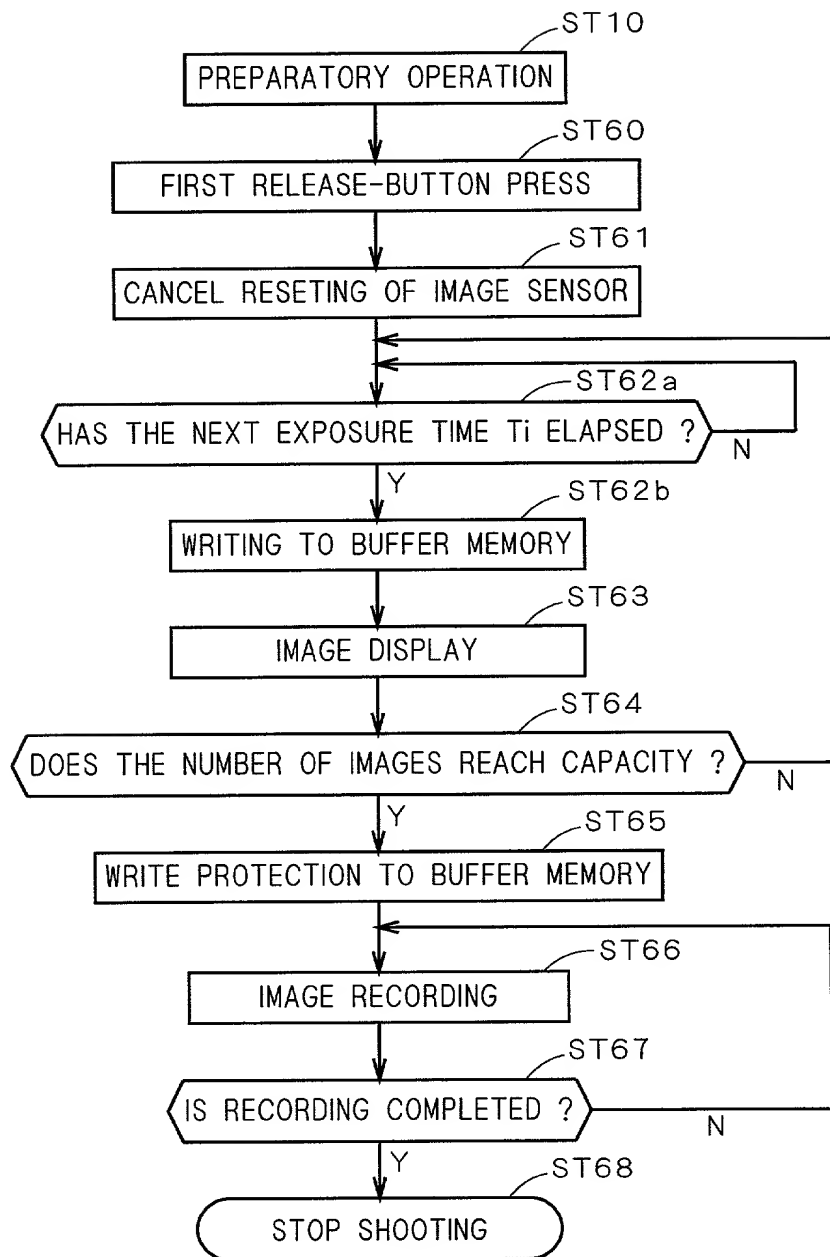 ST10
PREPARATORY OPERATION
ST60
FIRST RELEASE-BUTTON PRESS
ST61
CANCEL RESETING OF IMAGE SENSOR
ST62a
HAS THE NEXT EXPOSURE TIME Ti ELAPSED ?
N
Y
ST62b
WRITING TO BUFFER MEMORY
ST63
IMAGE DISPLAY
ST64
DOES THE NUMBER OF IMAGES REACH CAPACITY ?
N
Y
ST65
WRITE PROTECTION TO BUFFER MEMORY
ST66
IMAGE RECORDING
ST67
IS RECORDING COMPLETED ?
N
Y
ST68
STOP SHOOTING